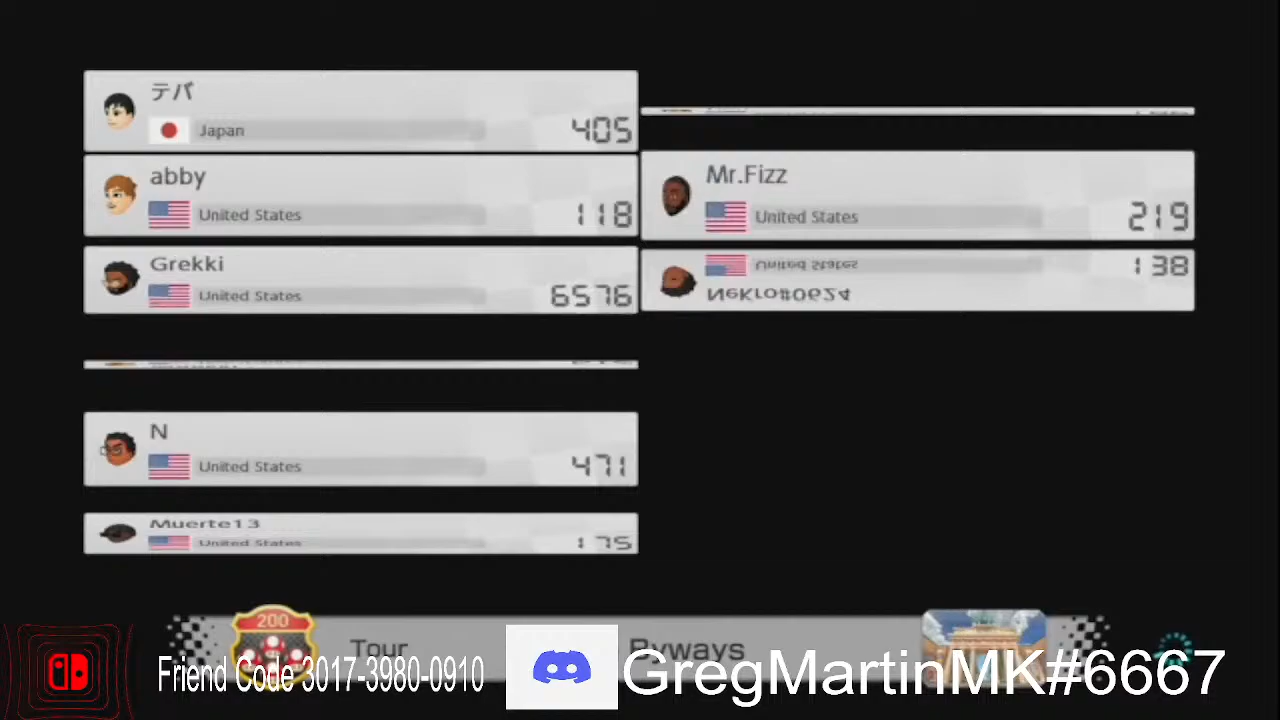 テバ
Japan
405
abby
United States
118
Mr.Fizz
United States
219
Grekki
United States
6576
United States
138
NeKro#0624
N
United States
471
Muerte13
United States
175
200
Tour
Byways
Friend Code 3017-3980-0910
GregMartinMK#6667